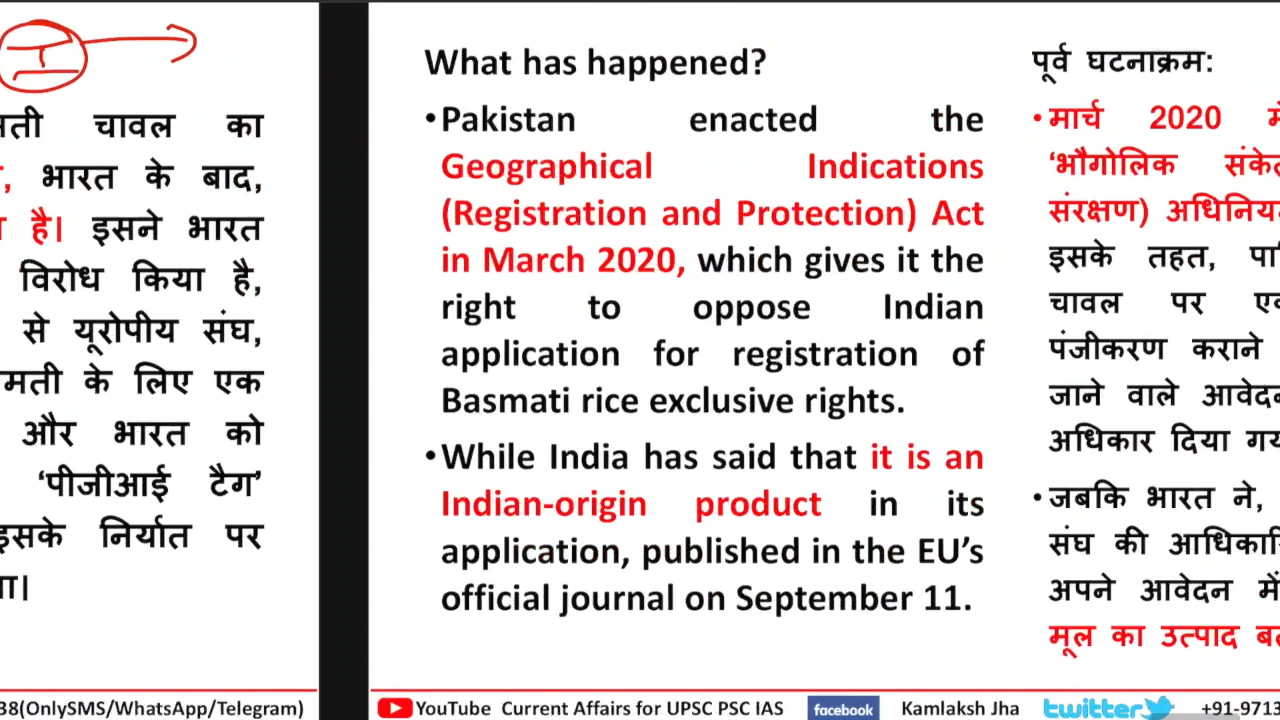 चावल का
भारत के बाद,
है। इसने भारत
विरोध किया है,
से यूरोपीय संघ,
के लिए एक
और भारत को
‘पीजीआई टैग’
इसके निर्यात पर
What has happened?
•Pakistan enacted the
Geographical Indications
(Registration and Protection) Act
in March 2020, which gives it the
right to oppose Indian
application for registration of
Basmati rice exclusive rights.
•While India has said that it is an
Indian-origin product in its
application, published in the EU’s
official journal on September 11.
पूर्व घटनाक्रम:
•मार्च 2020
‘भौगोलिक
संरक्षण)
इसके तहत,
चावल पर
पंजीकरण कराने
जाने वाले
अधिकार दिया
•जबकि भारत ने,
संघ की
अपने आवेदन में
मूल का उत्पाद
38(OnlySMS/WhatsApp/Telegram)
YouTube Current Affairs for UPSC PSC IAS facebook Kamlaksh Jha twitter +91-9713